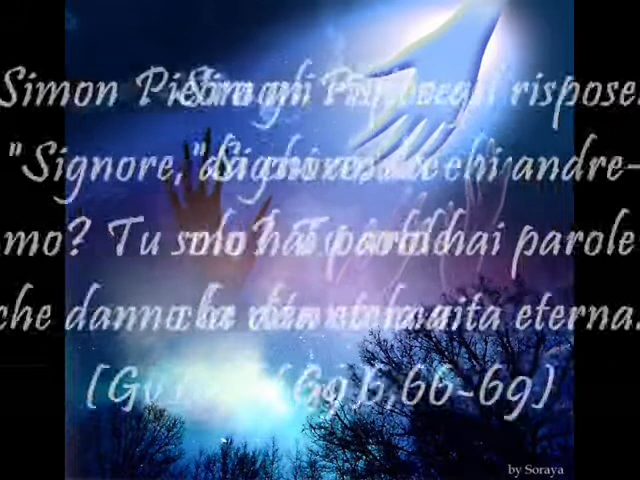 Simon Pietro gli rispose:
"Signore, da chi andre-
mo? Tu solo hai parole
che danno la vita eterna.
6,66-69)
by Soraya